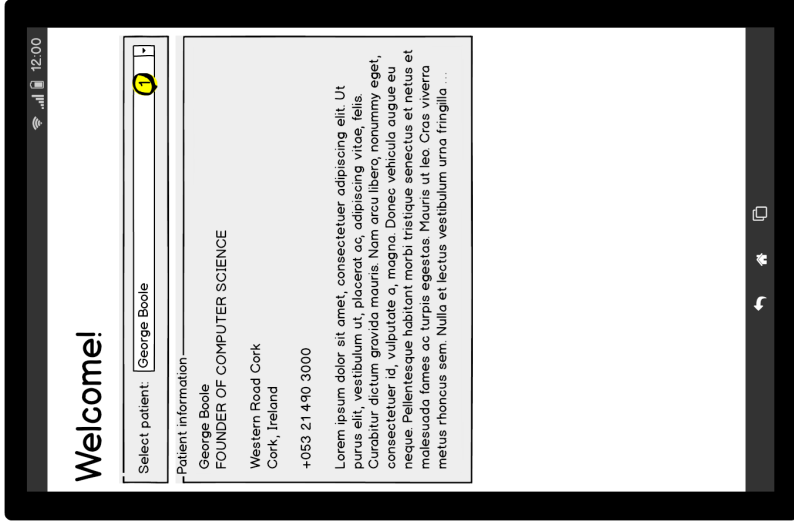 12:00
Welcome!
Select patient: George Boole 1
Patient information
George Boole
FOUNDER OF COMPUTER SCIENCE
Western Road Cork
Cork, Ireland
+053 21 490 3000
Lorem ipsum dolor sit amet, consectetuer adipiscing elit. Ut
purus elit, vestibulum ut, placerat ac, adipiscing vitae, felis.
Curabitur dictum gravida mauris. Nam arcu libero, nonummy eget,
consectetuer id, vulputate a, magna. Donec vehicula augue eu
neque. Pellentesque habitant morbi tristique senectus et netus et
malesuada fames ac turpis egestas. Mauris ut leo. Cras viverra
metus rhoncus sem. Nulla et lectus vestibulum urna fringilla ...